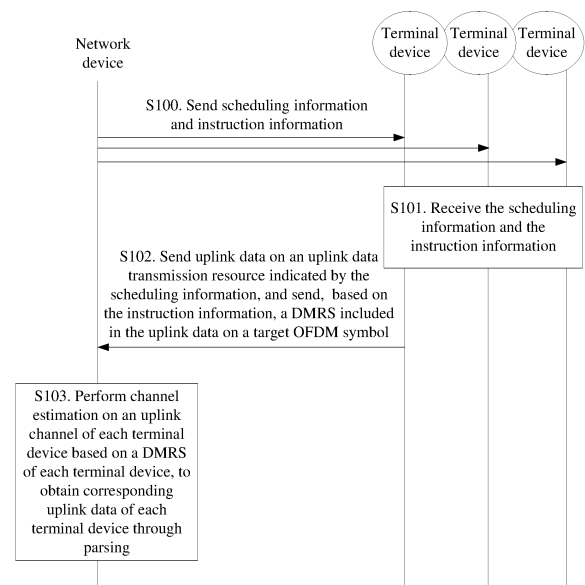 Network
device
Terminal
device
Terminal
device
Terminal
device
S100. Send scheduling information
and instruction information
S101. Receive the scheduling
information and the
instruction information
S102. Send uplink data on an uplink data
transmission resource indicated by the
scheduling information, and send, based on
the instruction information, a DMRS included
in the uplink data on a target OFDM symbol
S103. Perform channel
estimation on an uplink
channel of each terminal
device based on a DMRS
of each terminal device, to
obtain corresponding
uplink data of each
terminal device through
parsing